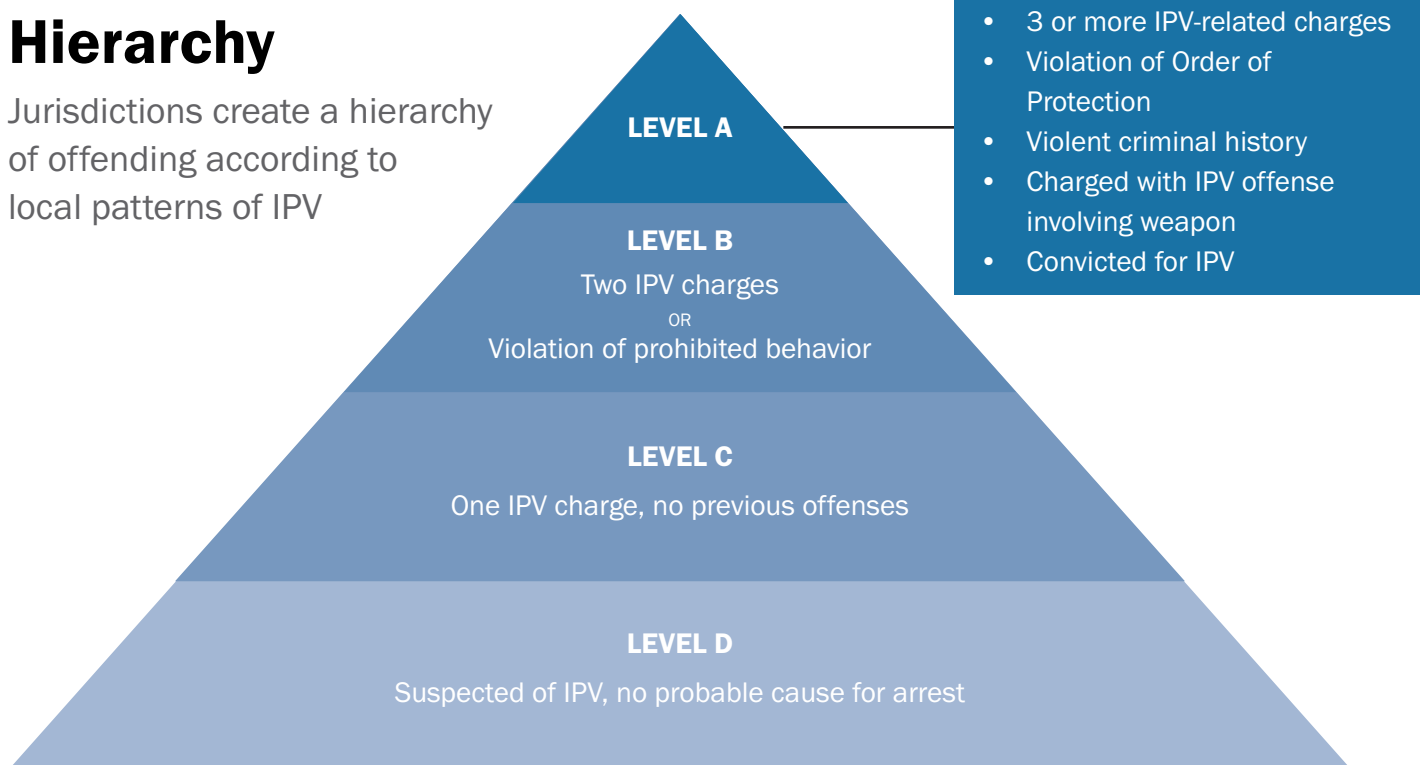 Hierarchy
Jurisdictions create a hierarchy
of offending according to
local patterns of IPV
LEVEL A
• 3 or more IPV-related charges
• Violation of Order of
Protection
• Violent criminal history
• Charged with IPV offense
involving weapon
• Convicted for IPV
LEVEL B
Two IPV charges
OR
Violation of prohibited behavior
LEVEL C
One IPV charge, no previous offenses
LEVEL D
Suspected of IPV, no probable cause for arrest